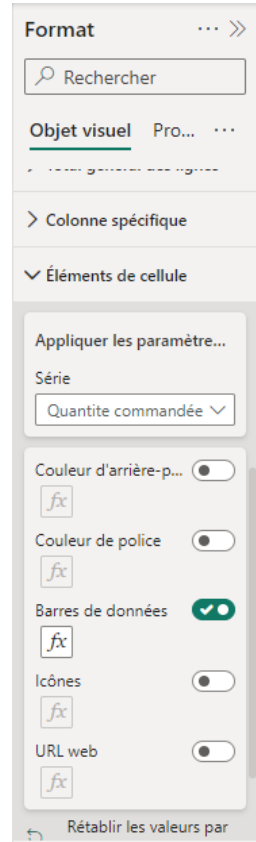 Format
Rechercher
Objet visuel Pro...
Colonne spécifique
Éléments de cellule
Appliquer les paramètre...
Série
Quantite commandée
Couleur d'arrière-p...
fx
Couleur de police
fx
Barres de données
fx
Icônes
fx
URL web
fx
Rétablir les valeurs par